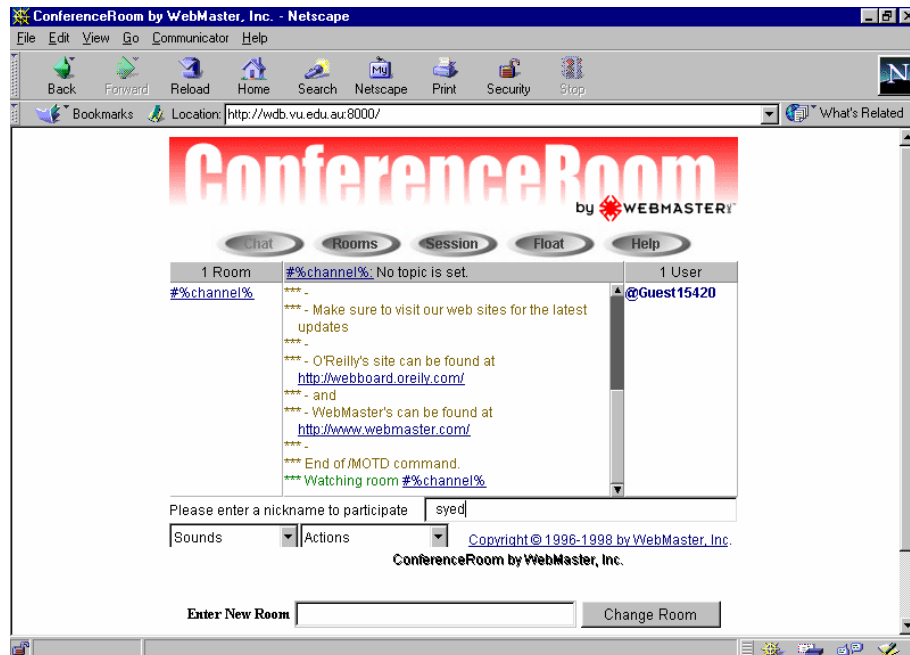 ConferenceRoom by WebMaster, Inc. - Netscape
File Edit View Go Communicator Help
Back Forward Reload Home Search Netscape Print Security Stop
My
N
Bookmarks Location: http://wdb.vu.edu.au:8000/ What's Related
ConferenceRoom
by WEBMASTER
Chat Rooms Session Float Help
1 Room #%channel%: No topic is set. 1 User
#%channel% *** - @Guest15420
*** - Make sure to visit our web sites for the latest
updates
*** -
*** - O'Reilly's site can be found at
http://webboard.oreily.com/
*** - and
*** - WebMaster's can be found at
http://www.webmaster.com/
*** -
*** End of /MOTD command.
*** Watching room #%channel%
Please enter a nickname to participate syed
Sounds Actions Copyright © 1996-1998 by WebMaster, Inc.
ConferenceRoom by WebMaster, Inc.
Enter New Room Change Room